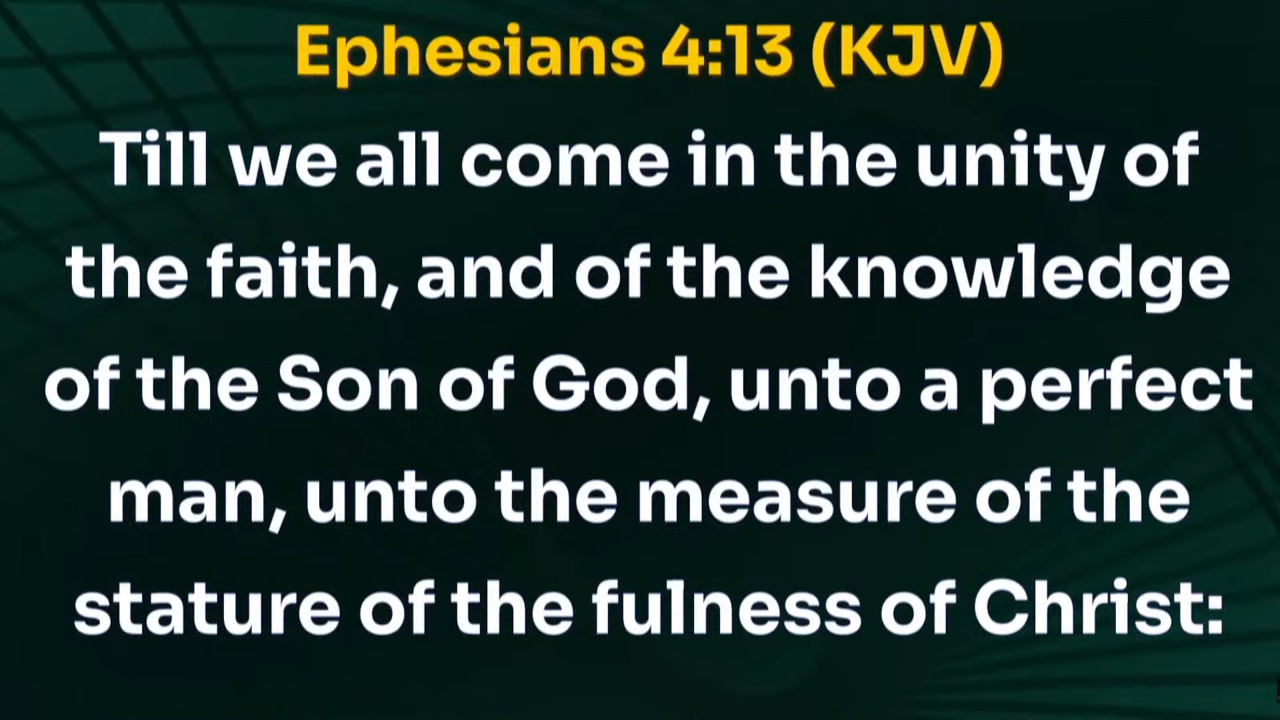 Ephesians 4:13 (KJV)
Till we all come in the unity of
the faith, and of the knowledge
of the Son of God, unto a perfect
man, unto the measure of the
stature of the fulness of Christ: